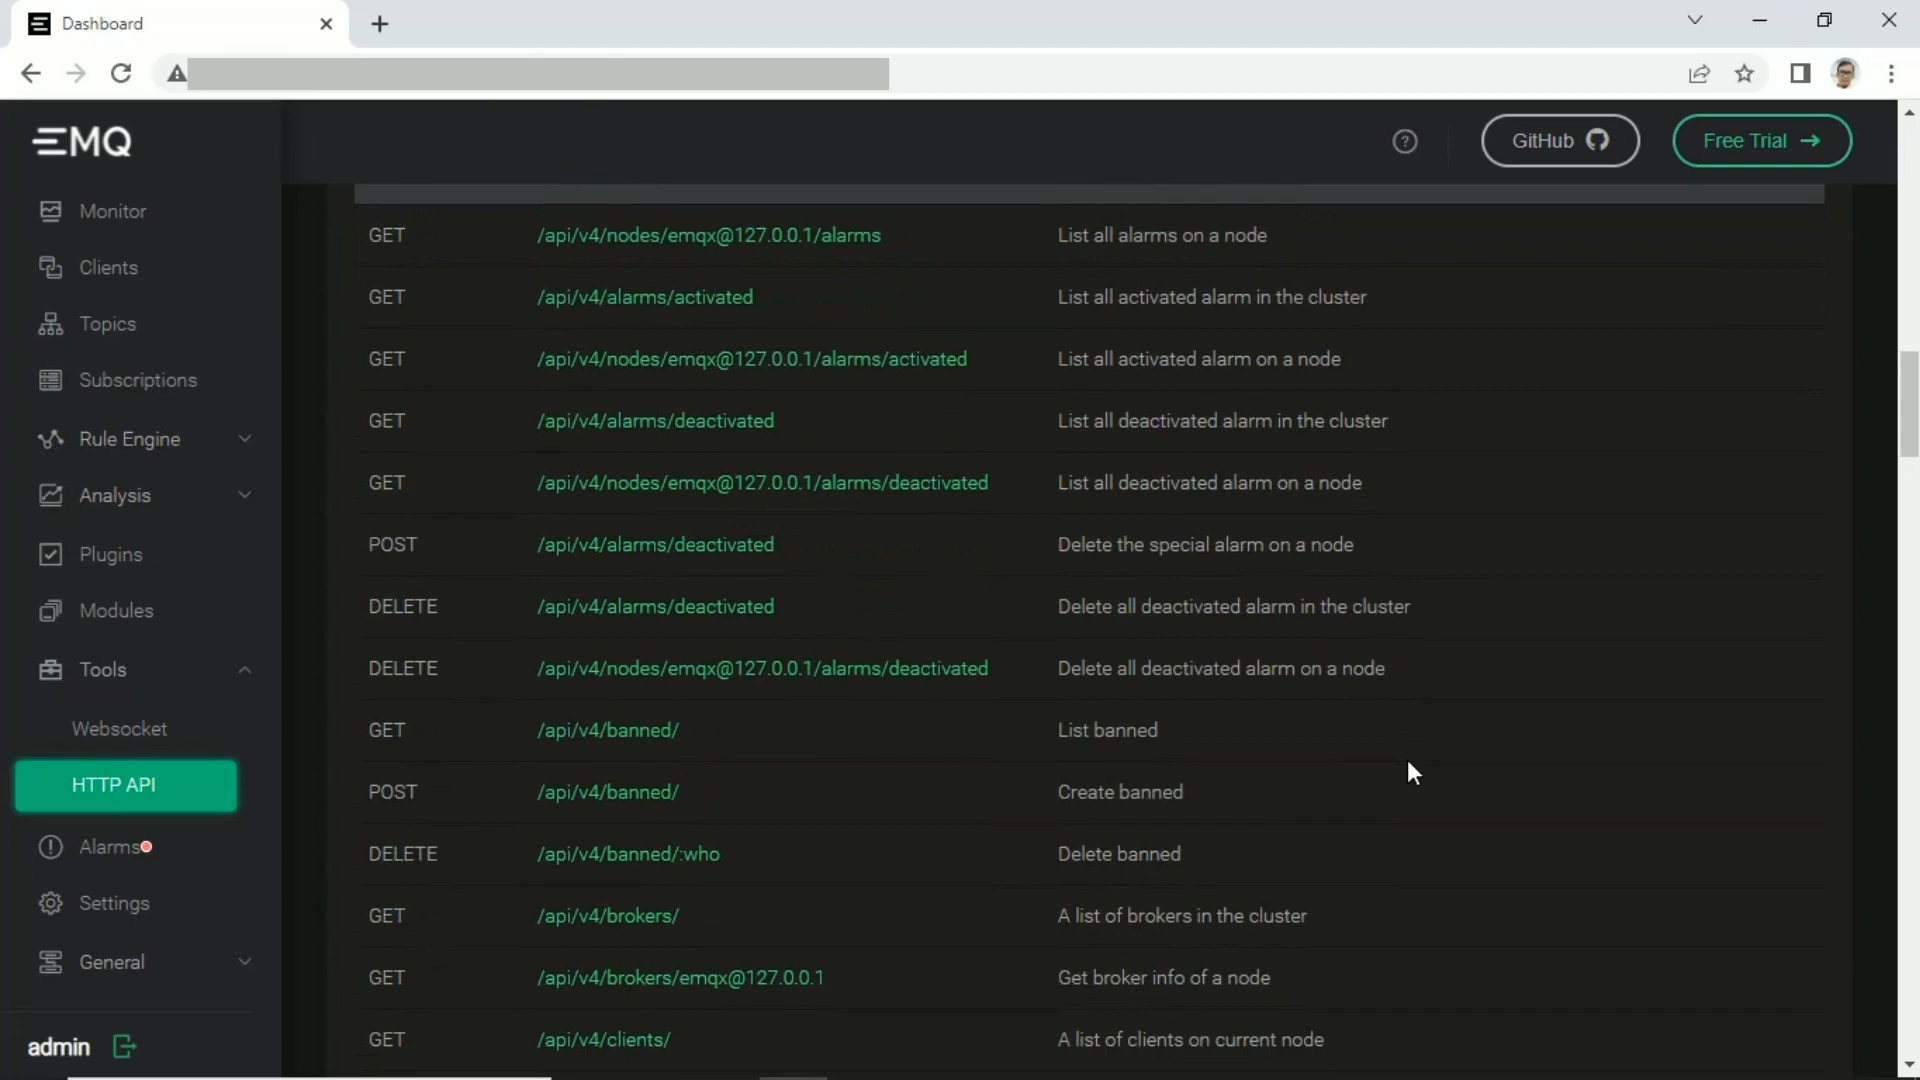 Dashboard
EMQ
GitHub
Free Trial
Monitor
Clients
Topics
Subscriptions
Rule Engine
Analysis
Plugins
Modules
Tools
Websocket
HTTP API
Alarms
Settings
General
admin
GET /api/v4/nodes/emqx@127.0.0.1/alarms List all alarms on a node
GET /api/v4/alarms/activated List all activated alarm in the cluster
GET /api/v4/nodes/emqx@127.0.0.1/alarms/activated List all activated alarm on a node
GET /api/v4/alarms/deactivated List all deactivated alarm in the cluster
GET /api/v4/nodes/emqx@127.0.0.1/alarms/deactivated List all deactivated alarm on a node
POST /api/v4/alarms/deactivated Delete the special alarm on a node
DELETE /api/v4/alarms/deactivated Delete all deactivated alarm in the cluster
DELETE /api/v4/nodes/emqx@127.0.0.1/alarms/deactivated Delete all deactivated alarm on a node
GET /api/v4/banned/ List banned
POST /api/v4/banned/ Create banned
DELETE /api/v4/banned/:who Delete banned
GET /api/v4/brokers/ A list of brokers in the cluster
GET /api/v4/brokers/emqx@127.0.0.1 Get broker info of a node
GET /api/v4/clients/ A list of clients on current node